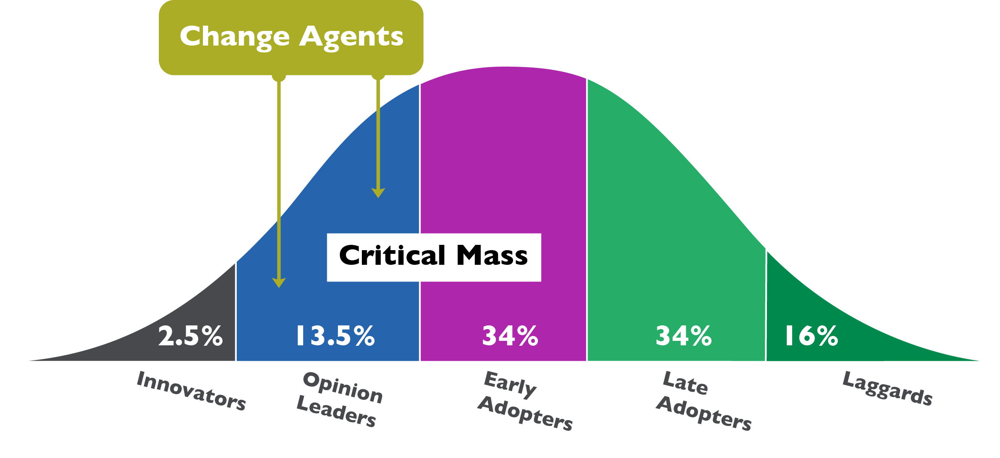 Change Agents
Critical Mass
2.5%
13.5%
34%
34%
16%
Innovators
Opinion
Leaders
Early
Adopters
Late
Adopters
Laggards